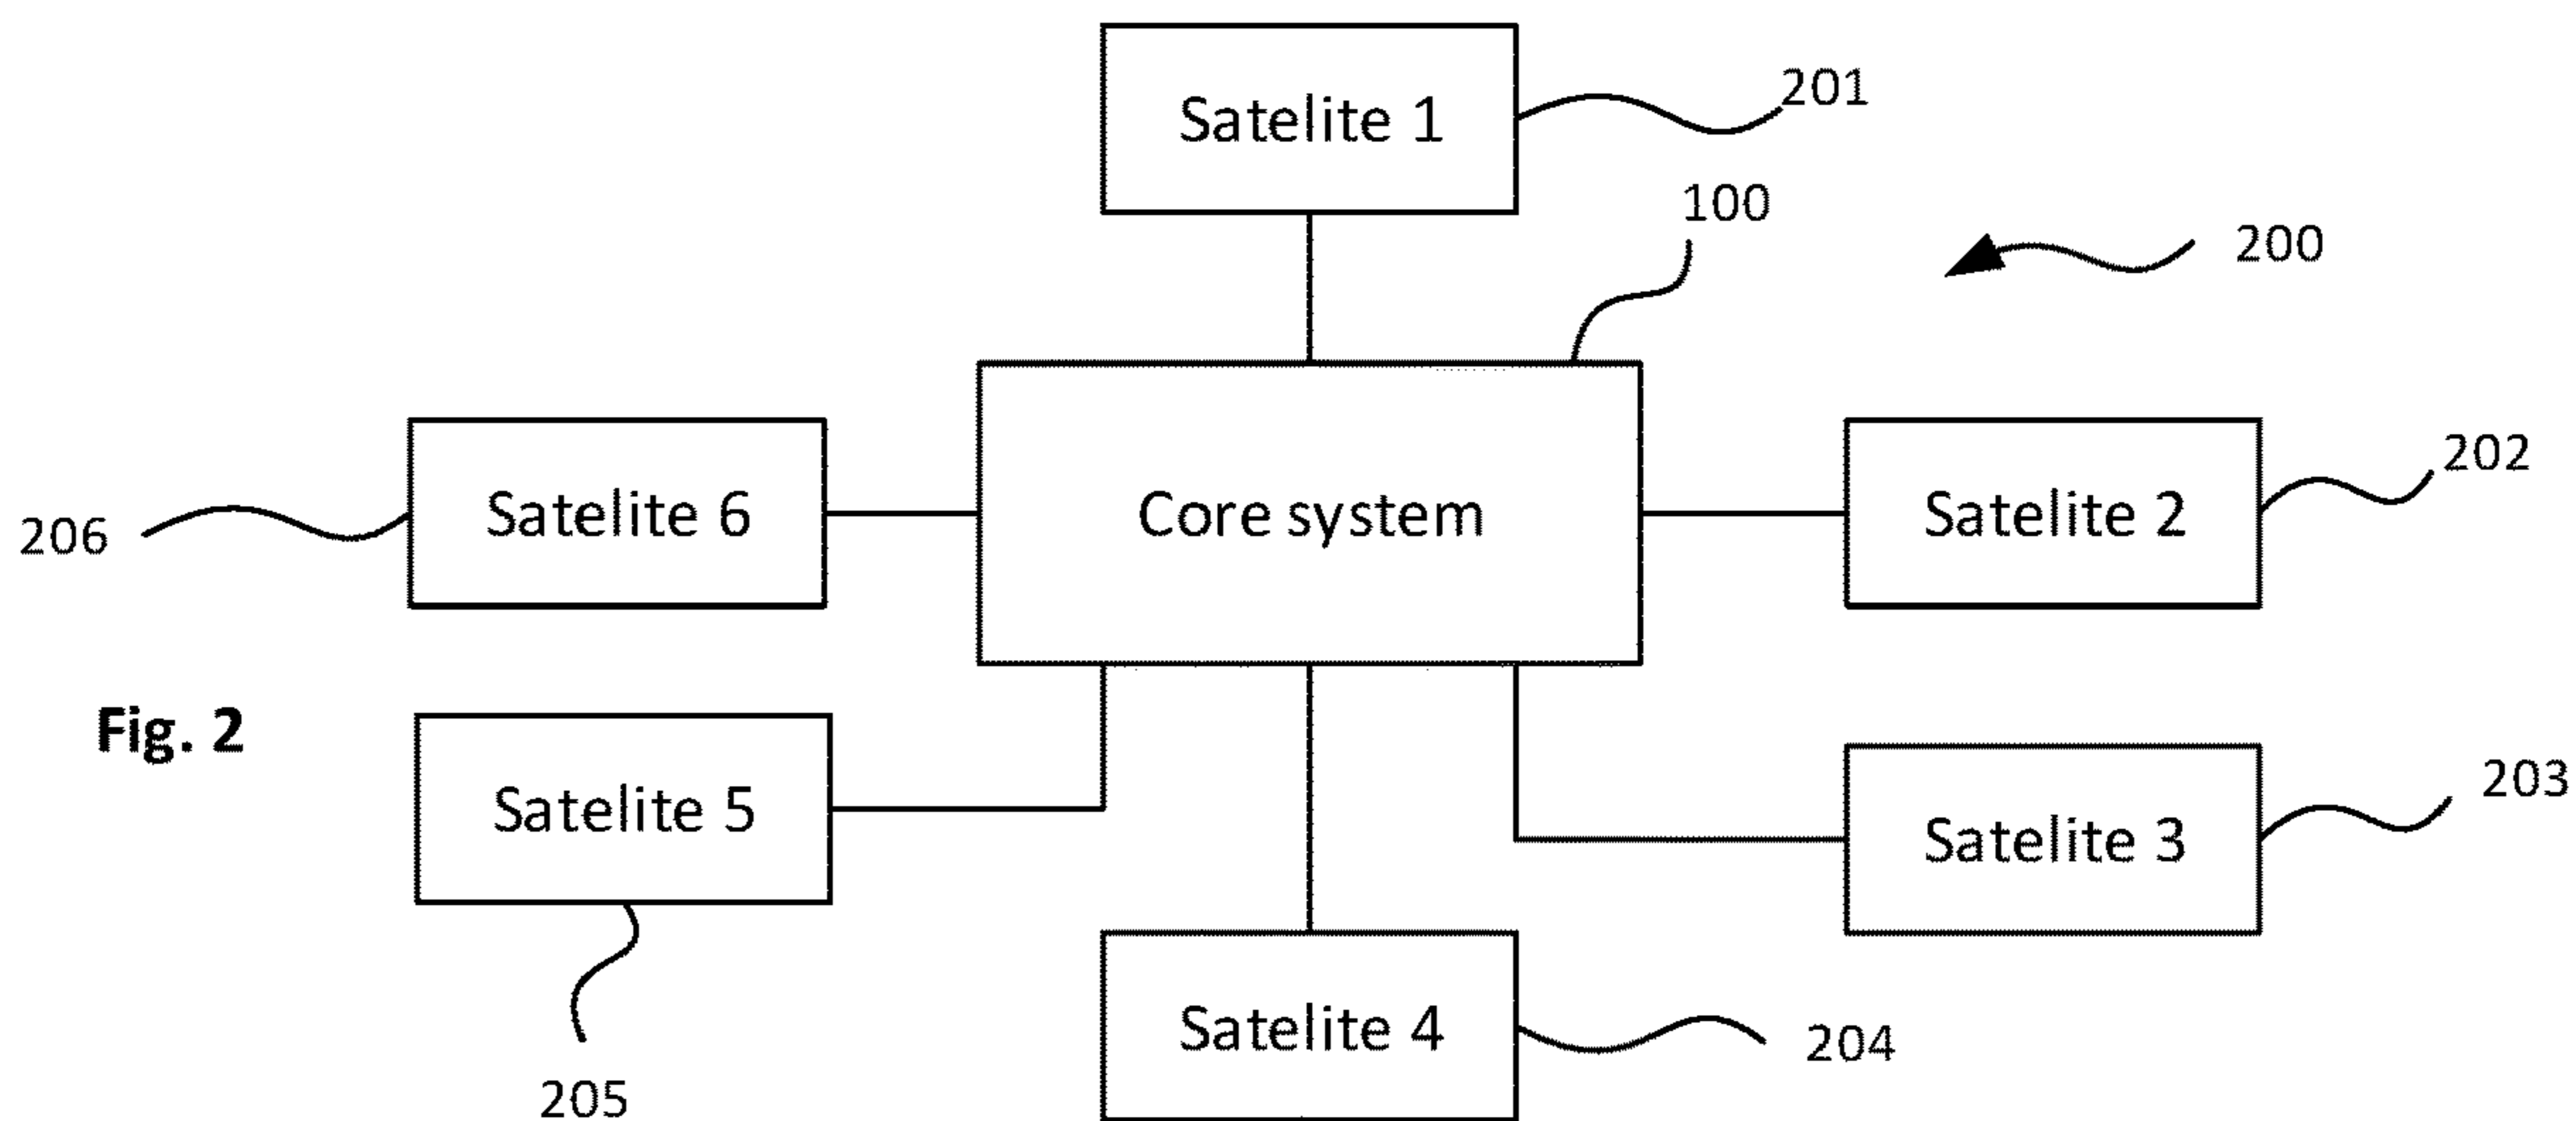 Satelite 1
201
100
200
Satelite 6
Core system
Satelite 2
202
206
Fig. 2
Satelite 5
Satelite 3
203
Satelite 4
204
205